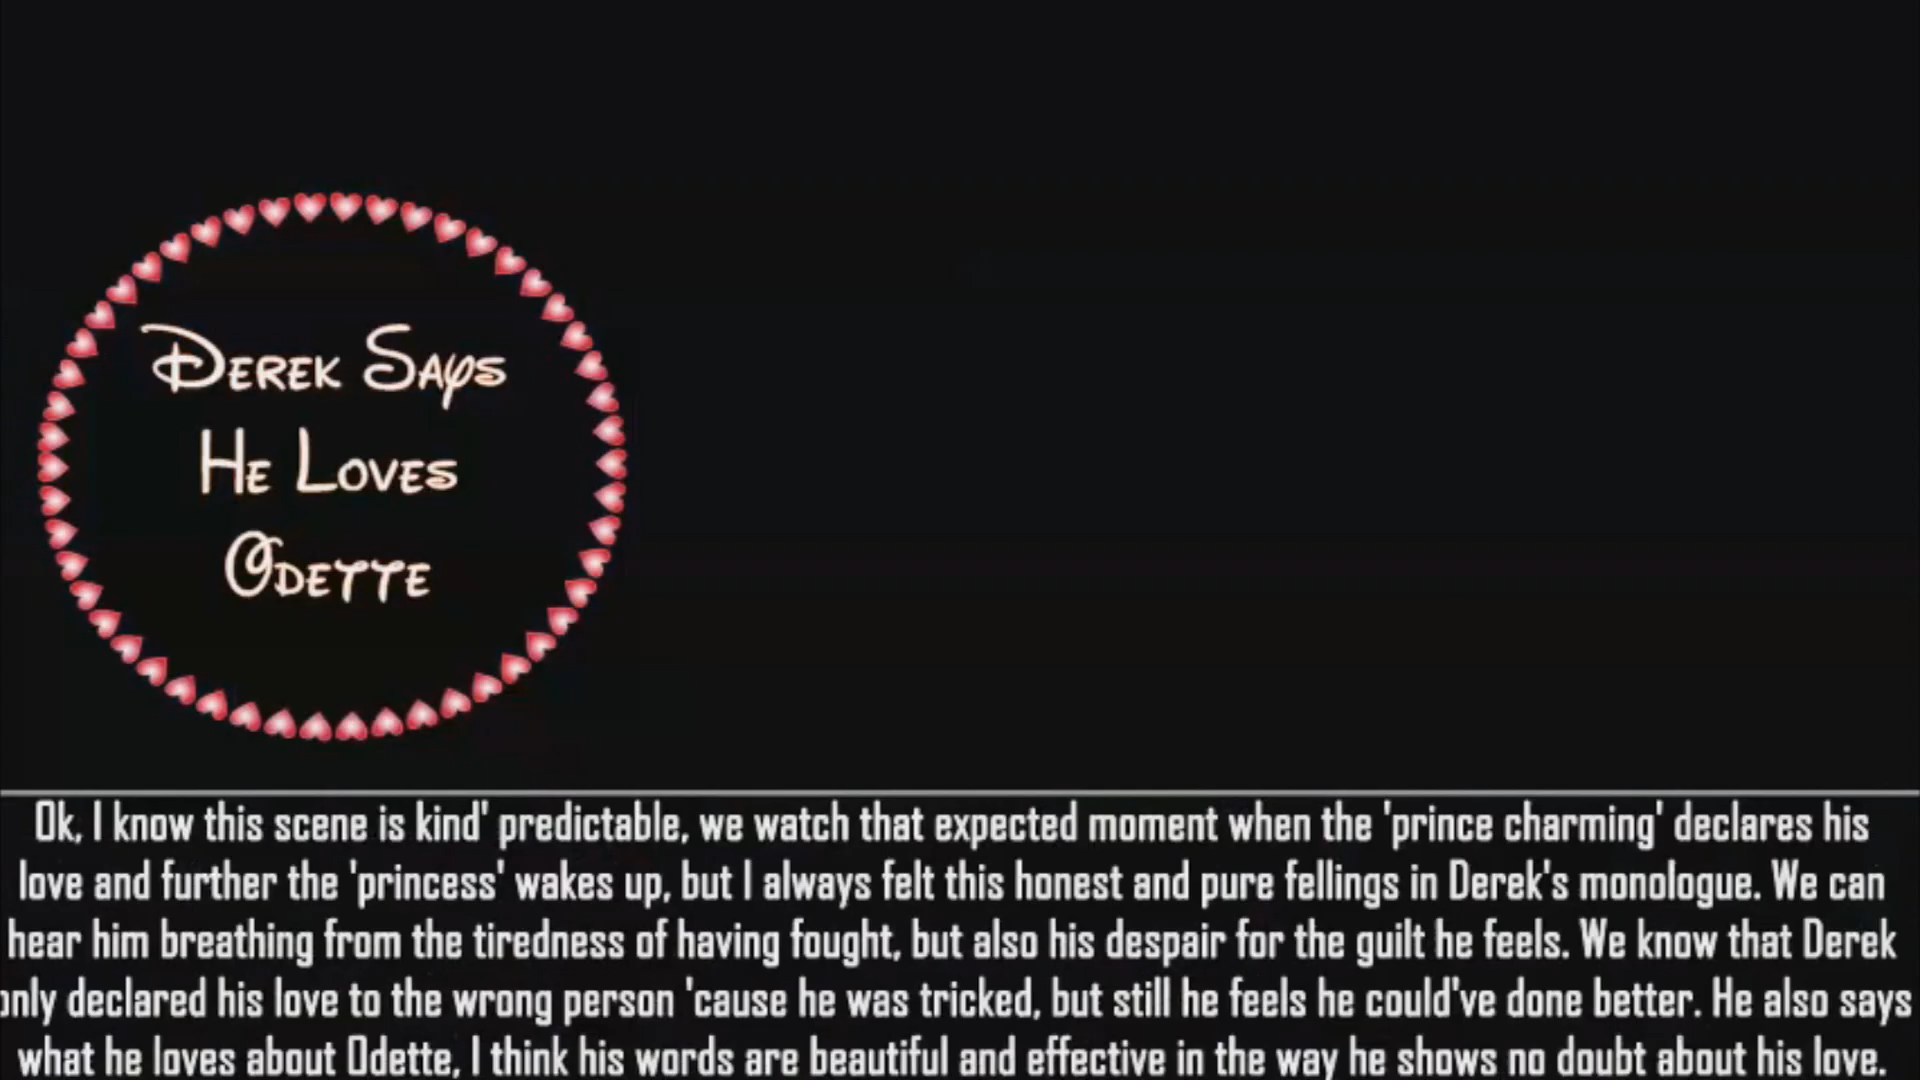 Derek Says
He Loves
Odette
Ok, I know this scene is kind' predictable, we watch that expected moment when the 'prince charming' declares his
love and further the 'princess' wakes up, but I always felt this honest and pure fellings in Derek's monologue. We can
hear him breathing from the tiredness of having fought, but also his despair for the guilt he feels. We know that Derek
only declared his love to the wrong person 'cause he was tricked, but still he feels he could've done better. He also says
what he loves about Odette, I think his words are beautiful and effective in the way he shows no doubt about his love.